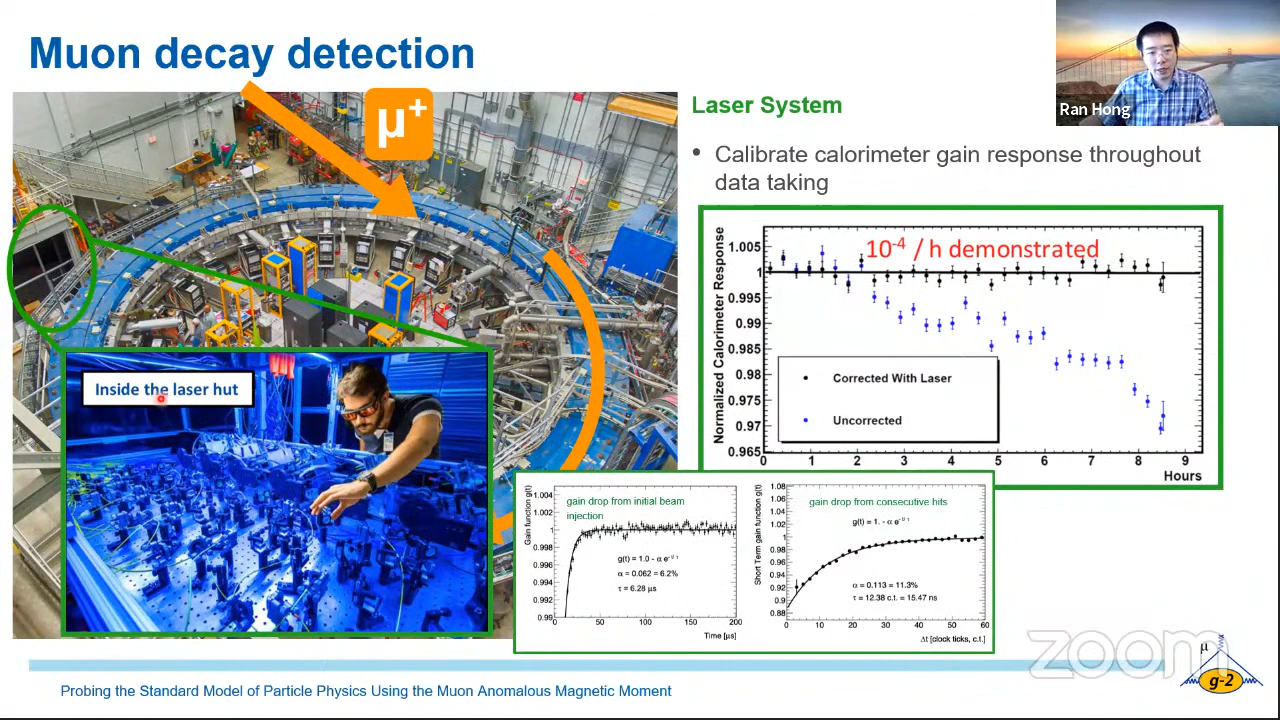 Muon decay detection
μ⁺
Ran Hong
Laser System
• Calibrate calorimeter gain response throughout
data taking
10⁻⁴ / h demonstrated
Normalized Calorimeter Response
1.005
1
0.995
0.99
0.985
0.98
0.975
0.97
0.965
Corrected With Laser
Uncorrected
0 1 2 3 4 5 6 7 8 9
Hours
Inside the laser hut
Gain function g(t)
gain drop from initial beam
injection
1.004
1.002
1
0.998
0.996
0.994
0.992
0.99
g(t) = 1.0 - α e⁻ᵗ/ τ
α = 0.062 = 6.2%
τ = 6.28 μs
50 100 150 200
Time [μs]
Short Term gain function g(t)
gain drop from consecutive hits
1.08
1.06
1.04
1.02
1
0.98
0.96
0.94
0.92
0.9
0.88
g(t) = 1. - α e⁻ᵗ/ τ
α = 0.113 = 11.3%
τ = 12.38 c.t. = 15.47 ns
0 10 20 30 40 50 60
Δt [clock ticks, c.t.]
zoom
μ
g-2
Probing the Standard Model of Particle Physics Using the Muon Anomalous Magnetic Moment